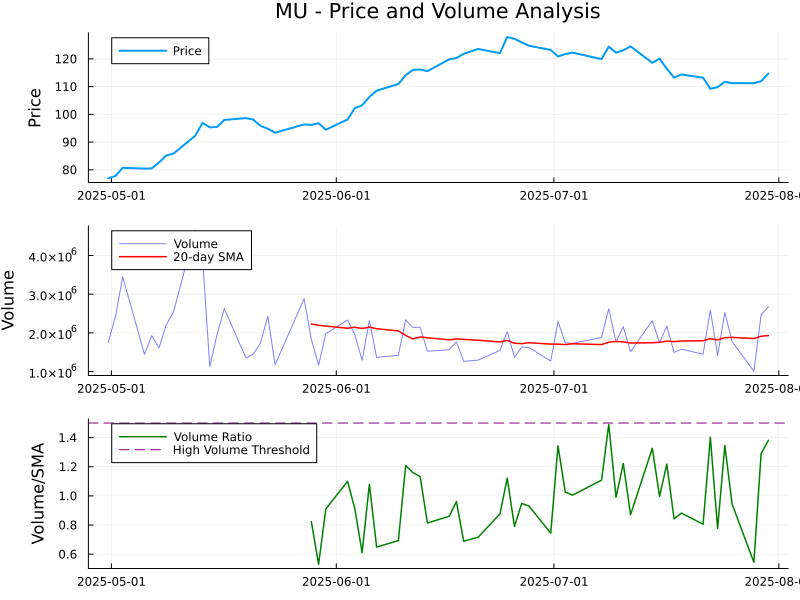 MU - Price and Volume Analysis
Price
Price
120
110
100
90
80
2025-05-01 2025-06-01 2025-07-01 2025-08-0
Volume
Volume
20-day SMA
4.0×10⁶
3.0×10⁶
2.0×10⁶
1.0×10⁶
2025-05-01 2025-06-01 2025-07-01 2025-08-0
Volume/SMA
Volume Ratio
High Volume Threshold
1.4
1.2
1.0
0.8
0.6
2025-05-01 2025-06-01 2025-07-01 2025-08-0